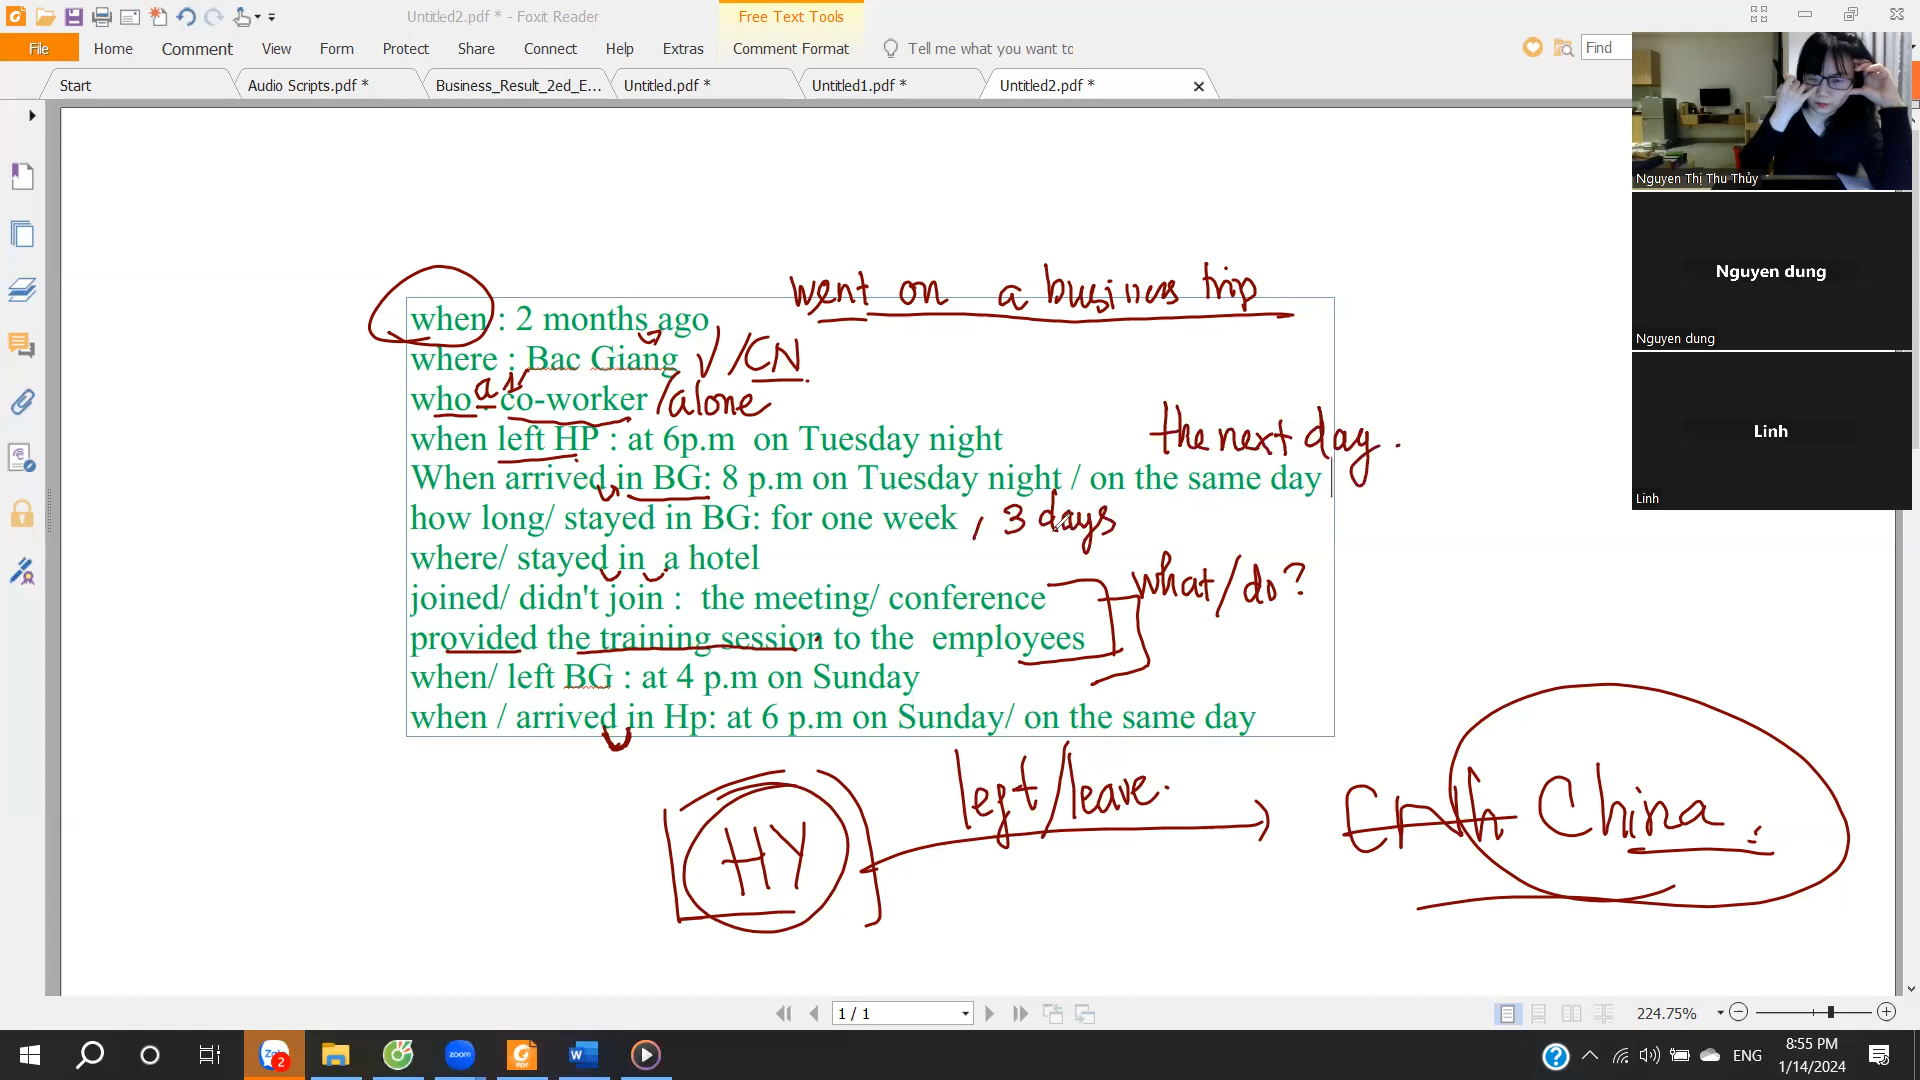 Untitled2.pdf * - Foxit Reader
Free Text Tools
File Home Comment View Form Protect Share Connect Help Extras Comment Format Tell me what you want to Find
Start Audio Scripts.pdf * Business_Result_2ed_E... Untitled.pdf * Untitled1.pdf * Untitled2.pdf *
Nguyen Thị Thu Thủy
Nguyen dung
Nguyen dung
Linh
Linh
went on a business trip
when : 2 months ago
where : Bac Giang /CN
who : co-worker /alone
a
when left HP : at 6p.m on Tuesday night
the next day.
When arrived in BG: 8 p.m on Tuesday night / on the same day
how long/ stayed in BG: for one week , 3 days
where/ stayed in a hotel
joined/ didn't join : the meeting/ conference
what/do?
provided the training session to the employees
when/ left BG : at 4 p.m on Sunday
when / arrived in Hp: at 6 p.m on Sunday/ on the same day
left/leave.
HY
China
1 / 1
224.75%
Zalo
2
zoom
PDF
W
ENG
8:55 PM
1/14/2024